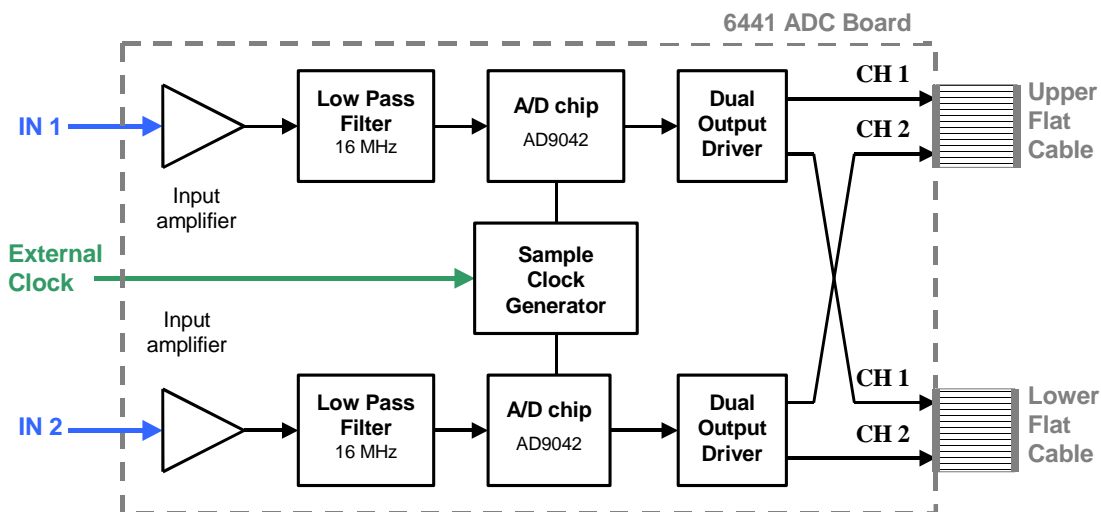 6441 ADC Board
IN 1
Input
amplifier
Low Pass
Filter
16 MHz
A/D chip
AD9042
Dual
Output
Driver
CH 1
CH 2
Upper
Flat
Cable
External
Clock
Sample
Clock
Generator
Input
amplifier
IN 2
Low Pass
Filter
16 MHz
A/D chip
AD9042
Dual
Output
Driver
CH 1
CH 2
Lower
Flat
Cable